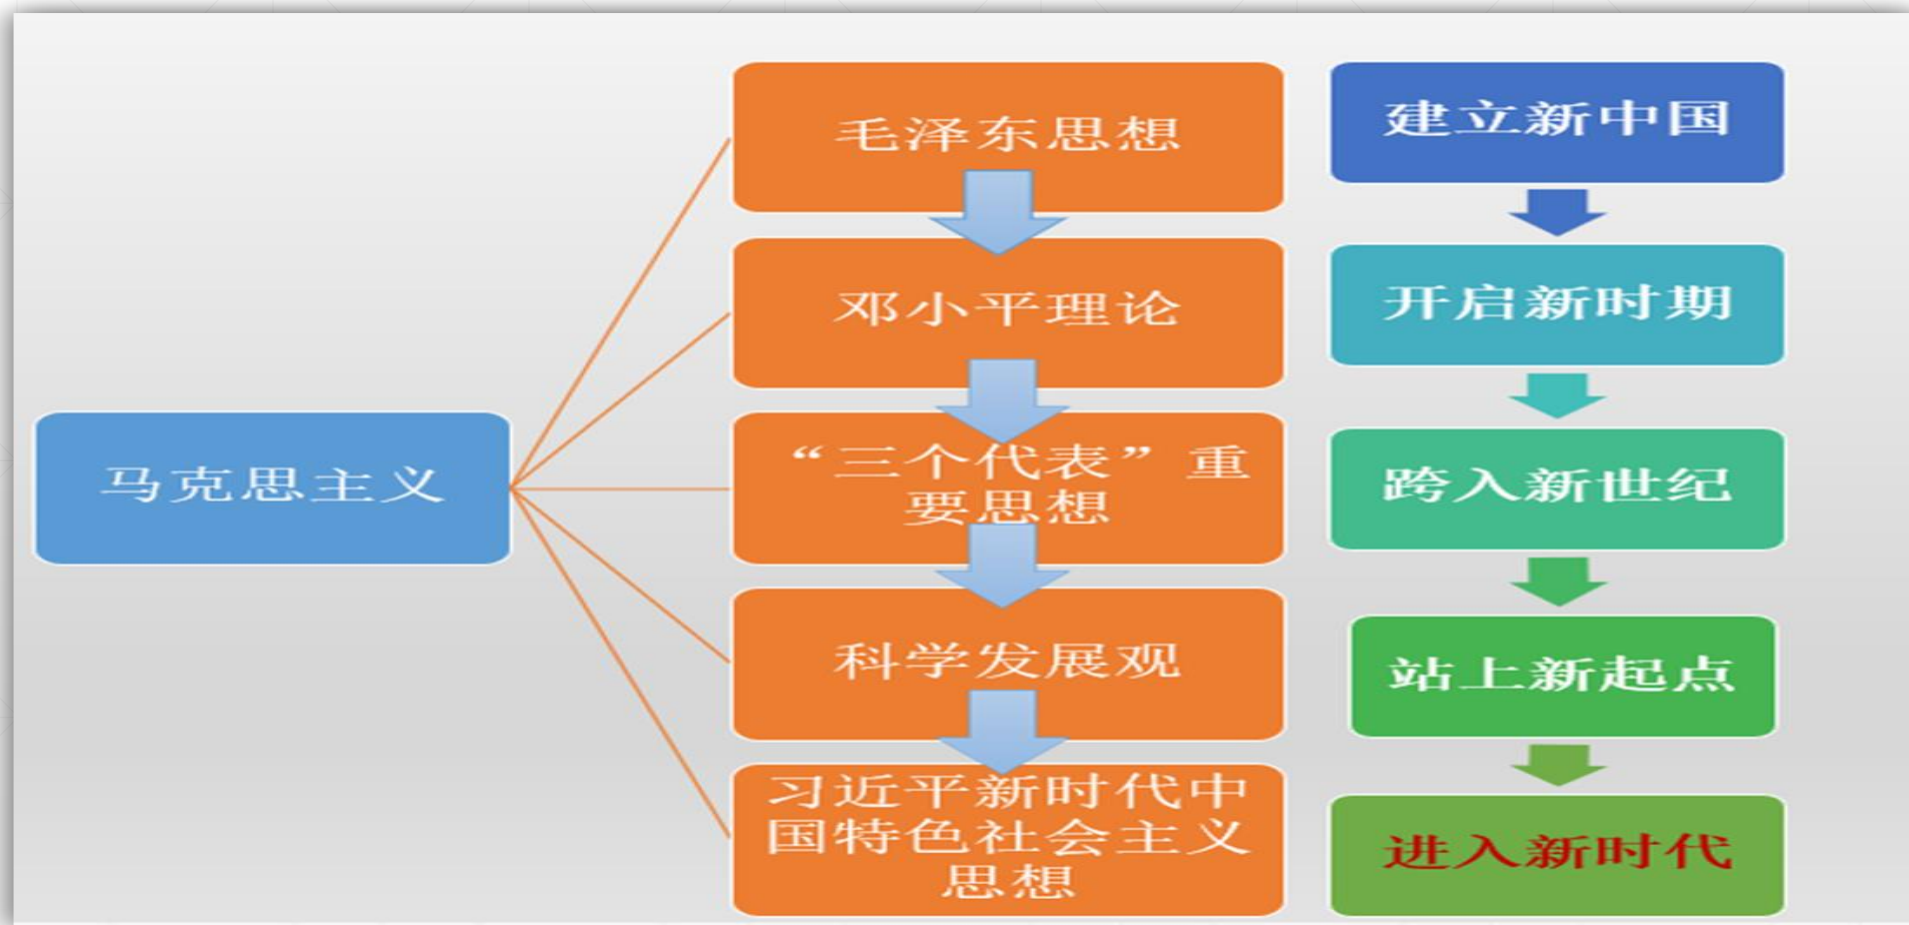 马克思主义
毛泽东思想
邓小平理论
“三个代表”重
要思想
科学发展观
习近平新时代中
国特色社会主义
思想
建立新中国
开启新时期
跨入新世纪
站上新起点
进入新时代